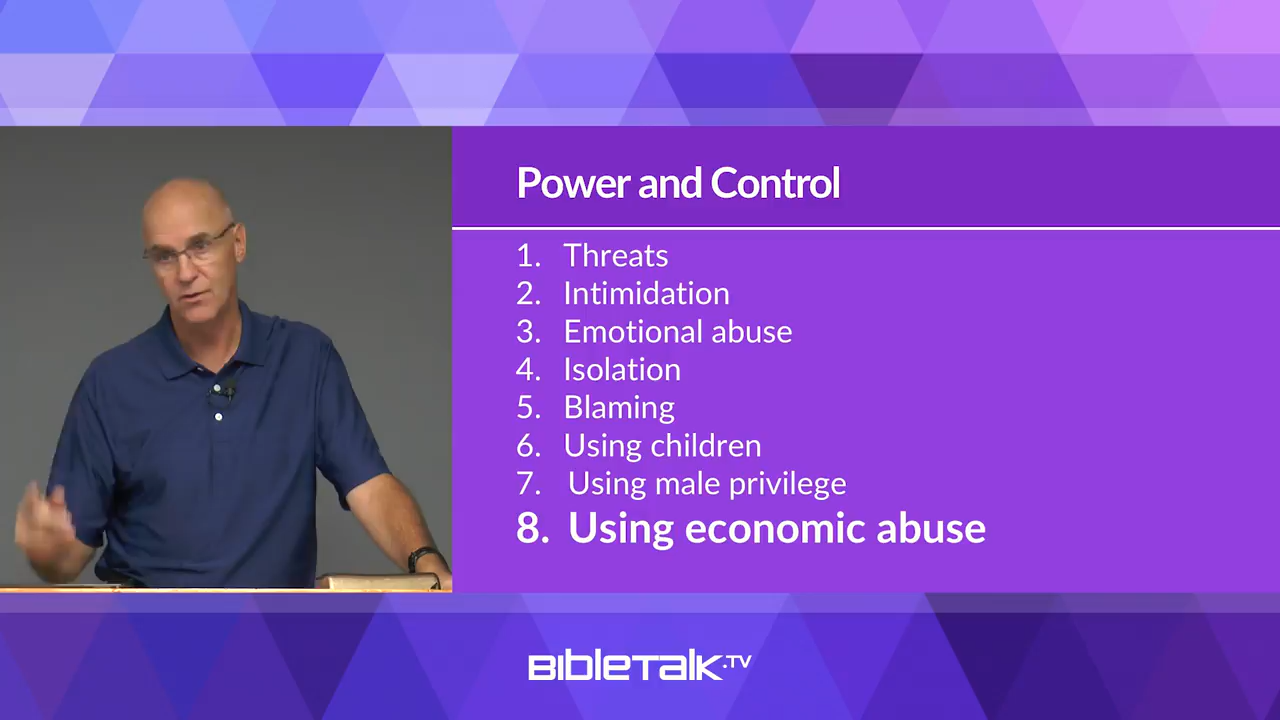 Power and Control
1. Threats
2. Intimidation
3. Emotional abuse
4. Isolation
5. Blaming
6. Using children
7. Using male privilege
8. Using economic abuse
BIBLETALK.TV